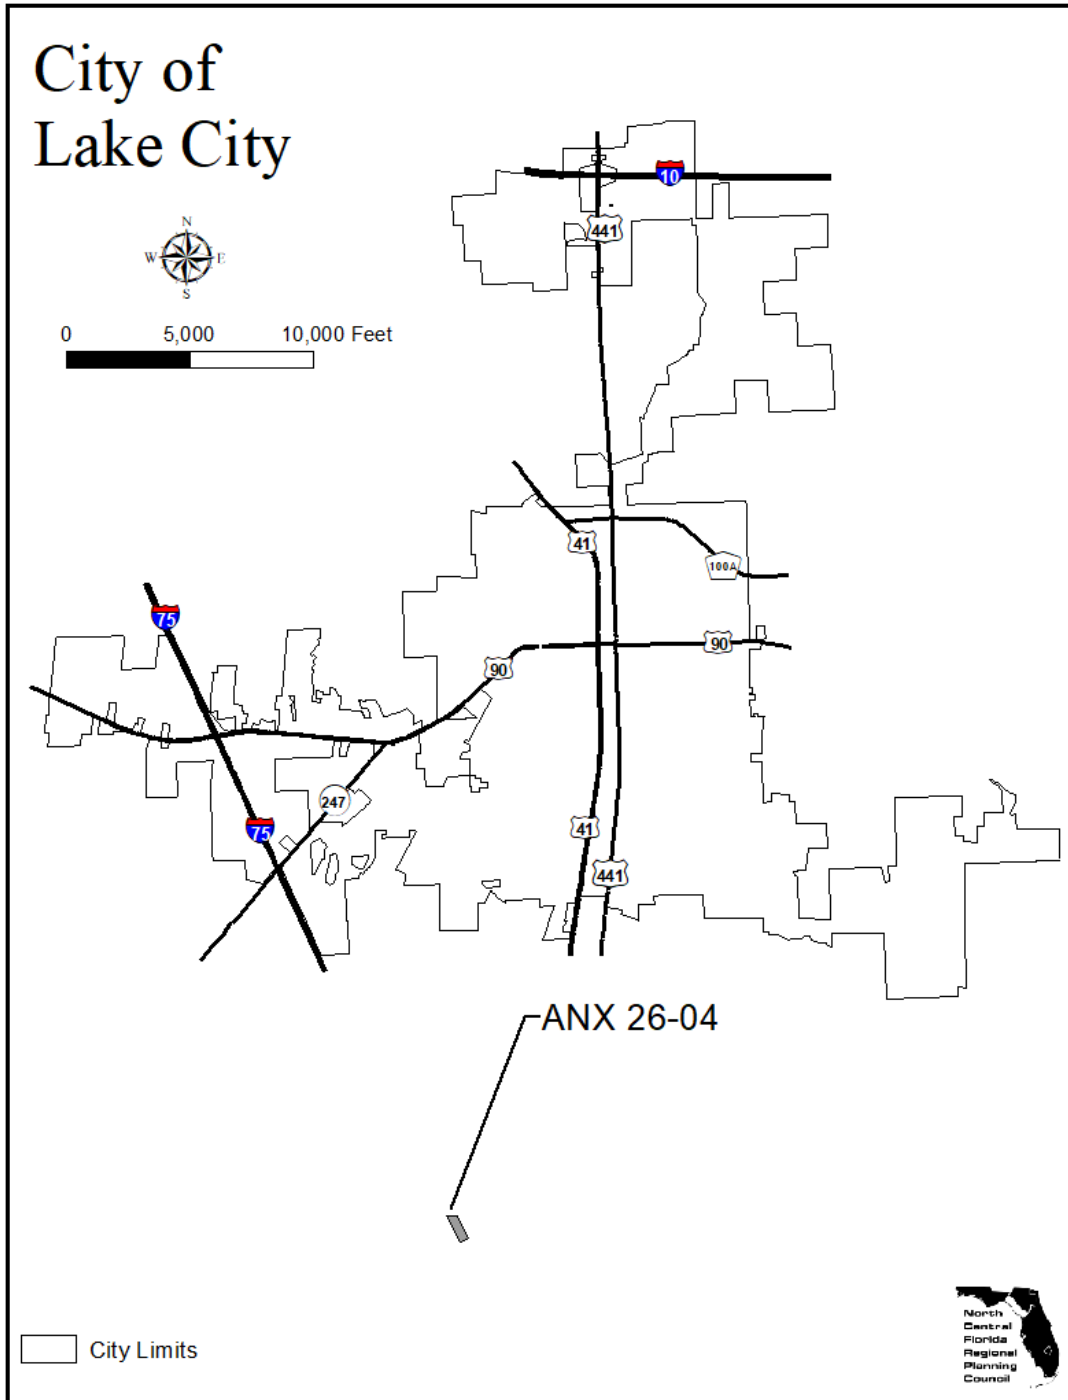 City of
Lake City
N
W E
S
0 5,000 10,000 Feet
10
441
41
100A
75
90
90
247
75
41
441
ANX 26-04
City Limits
North
Central
Florida
Regional
Planning
Council